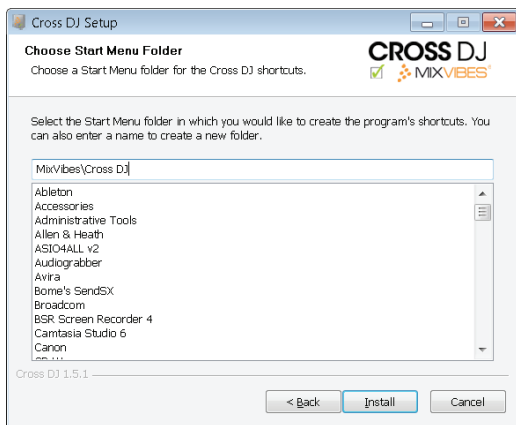 Cross DJ Setup
Choose Start Menu Folder
Choose a Start Menu folder for the Cross DJ shortcuts.
CROSS DJ
MIXVIBES
Select the Start Menu folder in which you would like to create the program's shortcuts. You
can also enter a name to create a new folder.
MixVibes\Cross DJ
Ableton
Accessories
Administrative Tools
Allen & Heath
ASIO4ALL v2
Audiograbber
Avira
Bome's SendSX
Broadcom
BSR Screen Recorder 4
Camtasia Studio 6
Canon
Cross DJ 1.5.1
< Back
Install
Cancel